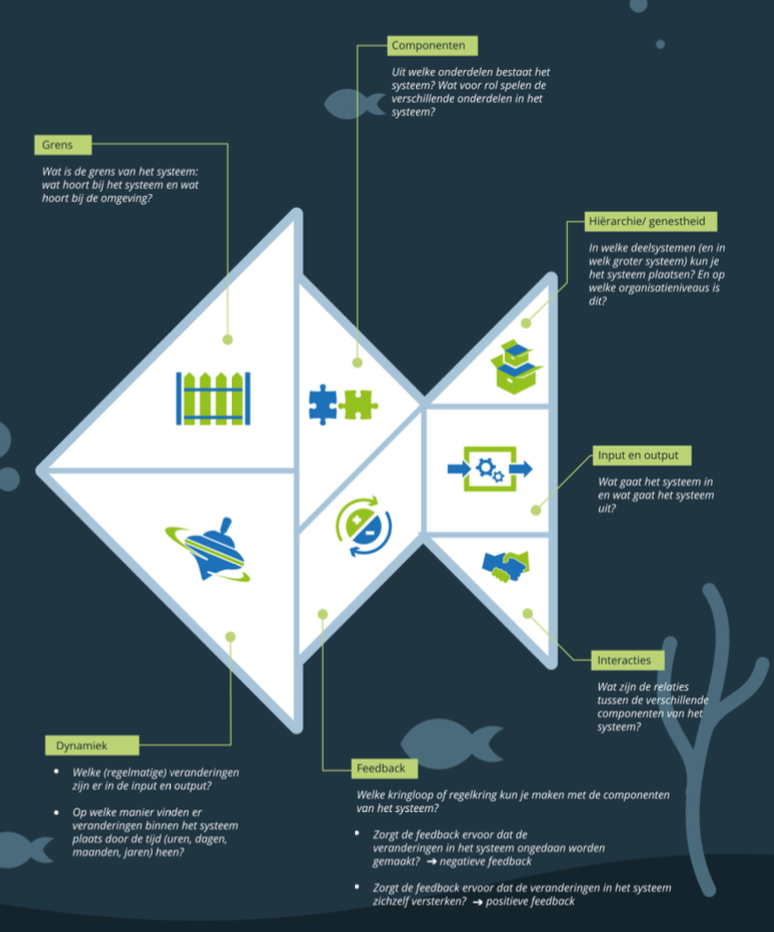 Componenten
Uit welke onderdelen bestaat het
systeem? Wat voor rol spelen de
verschillende onderdelen in het
systeem?
Grens
Wat is de grens van het systeem:
wat hoort bij het systeem en wat
hoort bij de omgeving?
Hiërarchie/ genestheid
In welke deelsystemen (en in
welk groter systeem) kun je
het systeem plaatsen? En op
welke organisatieniveaus is
dit?
Input en output
Wat gaat het systeem in
en wat gaat het systeem
uit?
Interacties
Wat zijn de relaties
tussen de verschillende
componenten van het
systeem?
Dynamiek
• Welke (regelmatige) veranderingen
zijn er in de input en output?
• Op welke manier vinden er
veranderingen binnen het systeem
plaats door de tijd (uren, dagen,
maanden, jaren) heen?
Feedback
Welke kringloop of regelkring kun je maken met de componenten
van het systeem?
• Zorgt de feedback ervoor dat de
veranderingen in het systeem ongedaan worden
gemaakt? ➔ negatieve feedback
• Zorgt de feedback ervoor dat de veranderingen in het systeem
zichzelf versterken? ➔ positieve feedback